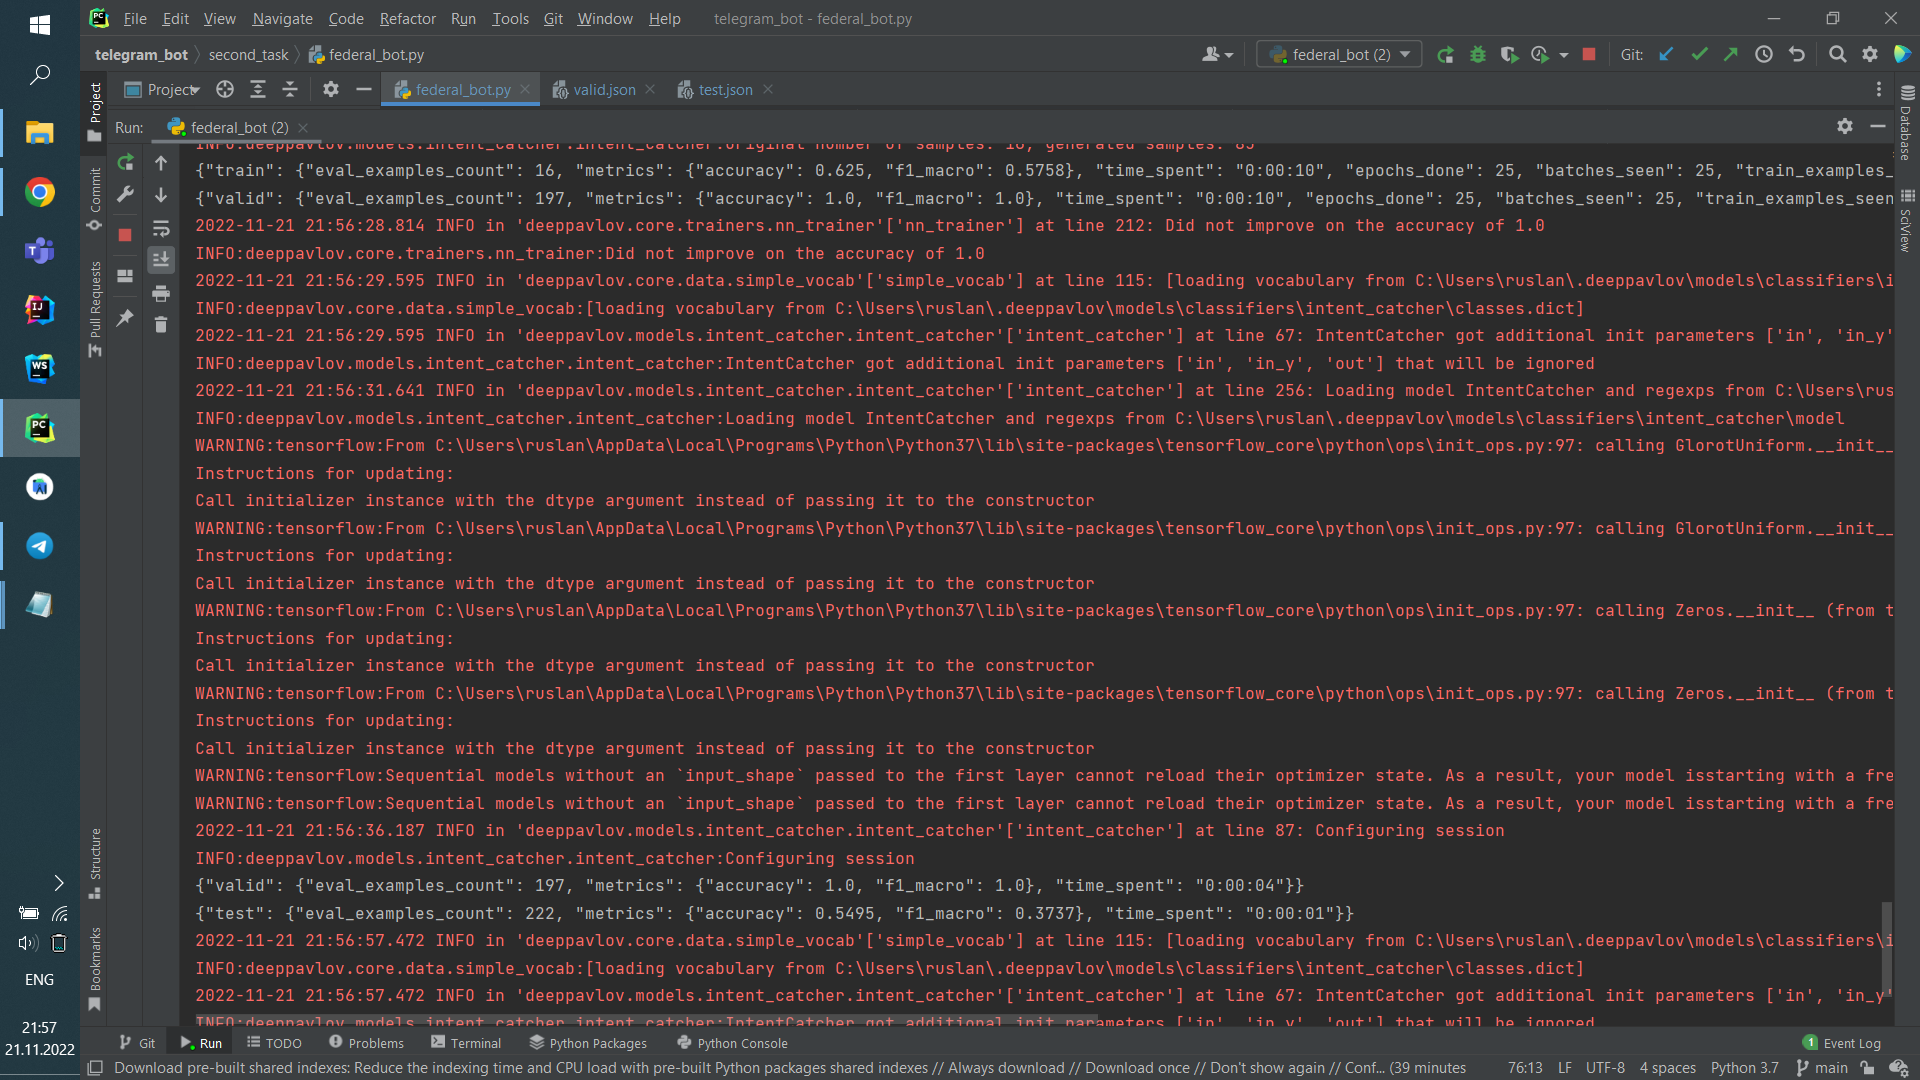 File Edit View Navigate Code Refactor Run Tools Git Window Help telegram_bot - federal_bot.py
telegram_bot second_task federal_bot.py federal_bot (2) Git:
Project federal_bot.py valid.json test.json
Run: federal_bot (2)
INFO:deeppavlov.models.intent_catcher.intent_catcher:Original number of samples: 16, generated samples: 65
{"train": {"eval_examples_count": 16, "metrics": {"accuracy": 0.625, "f1_macro": 0.5758}, "time_spent": "0:00:10", "epochs_done": 25, "batches_seen": 25, "train_examples_
{"valid": {"eval_examples_count": 197, "metrics": {"accuracy": 1.0, "f1_macro": 1.0}, "time_spent": "0:00:10", "epochs_done": 25, "batches_seen": 25, "train_examples_seen
2022-11-21 21:56:28.814 INFO in 'deeppavlov.core.trainers.nn_trainer'['nn_trainer'] at line 212: Did not improve on the accuracy of 1.0
INFO:deeppavlov.core.trainers.nn_trainer:Did not improve on the accuracy of 1.0
2022-11-21 21:56:29.595 INFO in 'deeppavlov.core.data.simple_vocab'['simple_vocab'] at line 115: [loading vocabulary from C:\Users\ruslan\.deeppavlov\models\classifiers\i
INFO:deeppavlov.core.data.simple_vocab:[loading vocabulary from C:\Users\ruslan\.deeppavlov\models\classifiers\intent_catcher\classes.dict]
2022-11-21 21:56:29.595 INFO in 'deeppavlov.models.intent_catcher.intent_catcher'['intent_catcher'] at line 67: IntentCatcher got additional init parameters ['in', 'in_y'
INFO:deeppavlov.models.intent_catcher.intent_catcher:IntentCatcher got additional init parameters ['in', 'in_y', 'out'] that will be ignored
2022-11-21 21:56:31.641 INFO in 'deeppavlov.models.intent_catcher.intent_catcher'['intent_catcher'] at line 256: Loading model IntentCatcher and regexps from C:\Users\rus
INFO:deeppavlov.models.intent_catcher.intent_catcher:Loading model IntentCatcher and regexps from C:\Users\ruslan\.deeppavlov\models\classifiers\intent_catcher\model
WARNING:tensorflow:From C:\Users\ruslan\AppData\Local\Programs\Python\Python37\lib\site-packages\tensorflow_core\python\ops\init_ops.py:97: calling GlorotUniform.__init__
Instructions for updating:
Call initializer instance with the dtype argument instead of passing it to the constructor
WARNING:tensorflow:From C:\Users\ruslan\AppData\Local\Programs\Python\Python37\lib\site-packages\tensorflow_core\python\ops\init_ops.py:97: calling GlorotUniform.__init__
Instructions for updating:
Call initializer instance with the dtype argument instead of passing it to the constructor
WARNING:tensorflow:From C:\Users\ruslan\AppData\Local\Programs\Python\Python37\lib\site-packages\tensorflow_core\python\ops\init_ops.py:97: calling Zeros.__init__ (from t
Instructions for updating:
Call initializer instance with the dtype argument instead of passing it to the constructor
WARNING:tensorflow:From C:\Users\ruslan\AppData\Local\Programs\Python\Python37\lib\site-packages\tensorflow_core\python\ops\init_ops.py:97: calling Zeros.__init__ (from t
Instructions for updating:
Call initializer instance with the dtype argument instead of passing it to the constructor
WARNING:tensorflow:Sequential models without an `input_shape` passed to the first layer cannot reload their optimizer state. As a result, your model isstarting with a fre
WARNING:tensorflow:Sequential models without an `input_shape` passed to the first layer cannot reload their optimizer state. As a result, your model isstarting with a fre
2022-11-21 21:56:36.187 INFO in 'deeppavlov.models.intent_catcher.intent_catcher'['intent_catcher'] at line 87: Configuring session
INFO:deeppavlov.models.intent_catcher.intent_catcher:Configuring session
{"valid": {"eval_examples_count": 197, "metrics": {"accuracy": 1.0, "f1_macro": 1.0}, "time_spent": "0:00:04"}}
{"test": {"eval_examples_count": 222, "metrics": {"accuracy": 0.5495, "f1_macro": 0.3737}, "time_spent": "0:00:01"}}
2022-11-21 21:56:57.472 INFO in 'deeppavlov.core.data.simple_vocab'['simple_vocab'] at line 115: [loading vocabulary from C:\Users\ruslan\.deeppavlov\models\classifiers\i
INFO:deeppavlov.core.data.simple_vocab:[loading vocabulary from C:\Users\ruslan\.deeppavlov\models\classifiers\intent_catcher\classes.dict]
2022-11-21 21:56:57.472 INFO in 'deeppavlov.models.intent_catcher.intent_catcher'['intent_catcher'] at line 67: IntentCatcher got additional init parameters ['in', 'in_y'
INFO:deeppavlov.models.intent_catcher.intent_catcher:IntentCatcher got additional init parameters ['in', 'in_y', 'out'] that will be ignored
Project
Commit
Pull Requests
Structure
Bookmarks
Database
SciView
Git Run TODO Problems Terminal Python Packages Python Console 1 Event Log
Download pre-built shared indexes: Reduce the indexing time and CPU load with pre-built Python packages shared indexes // Always download // Download once // Don't show again // Conf... (39 minutes 76:13 LF UTF-8 4 spaces Python 3.7 main
ENG
21:57
21.11.2022